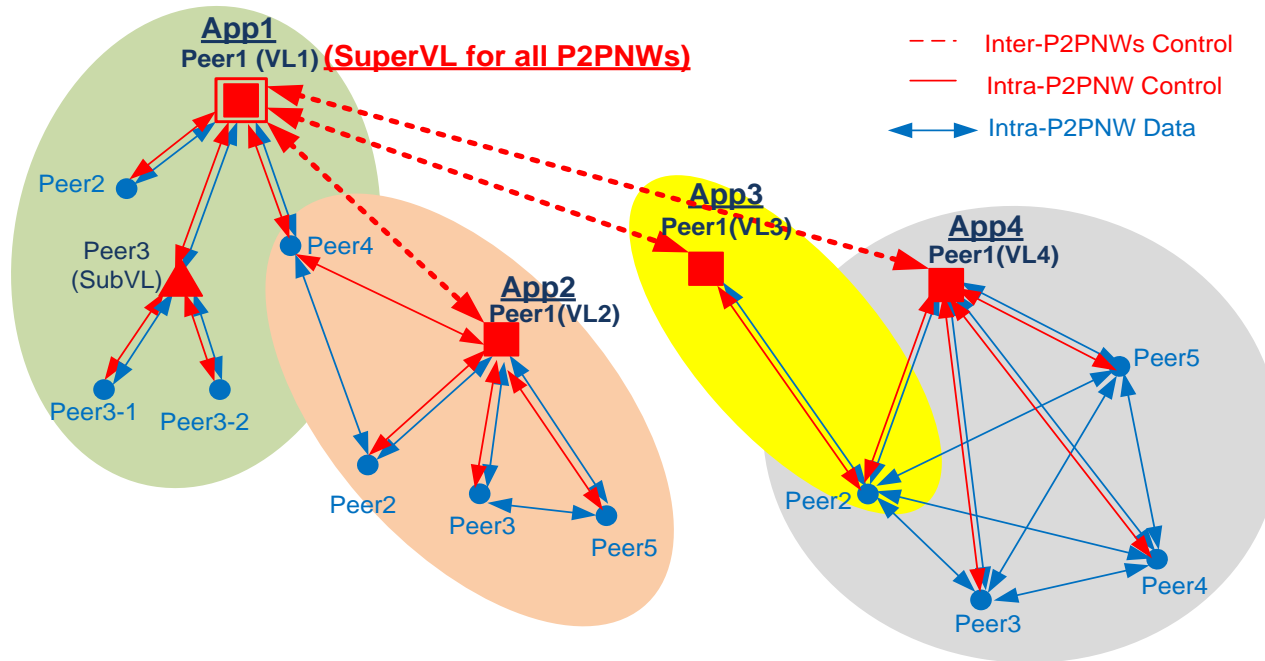 App1
Peer1 (VL1) (SuperVL for all P2PNWs)
Inter-P2PNWs Control
Intra-P2PNW Control
Intra-P2PNW Data
Peer2
Peer3
(SubVL)
Peer3-1
Peer3-2
Peer4
App2
Peer1(VL2)
Peer2
Peer3
Peer5
App3
Peer1(VL3)
Peer2
App4
Peer1(VL4)
Peer5
Peer4
Peer3